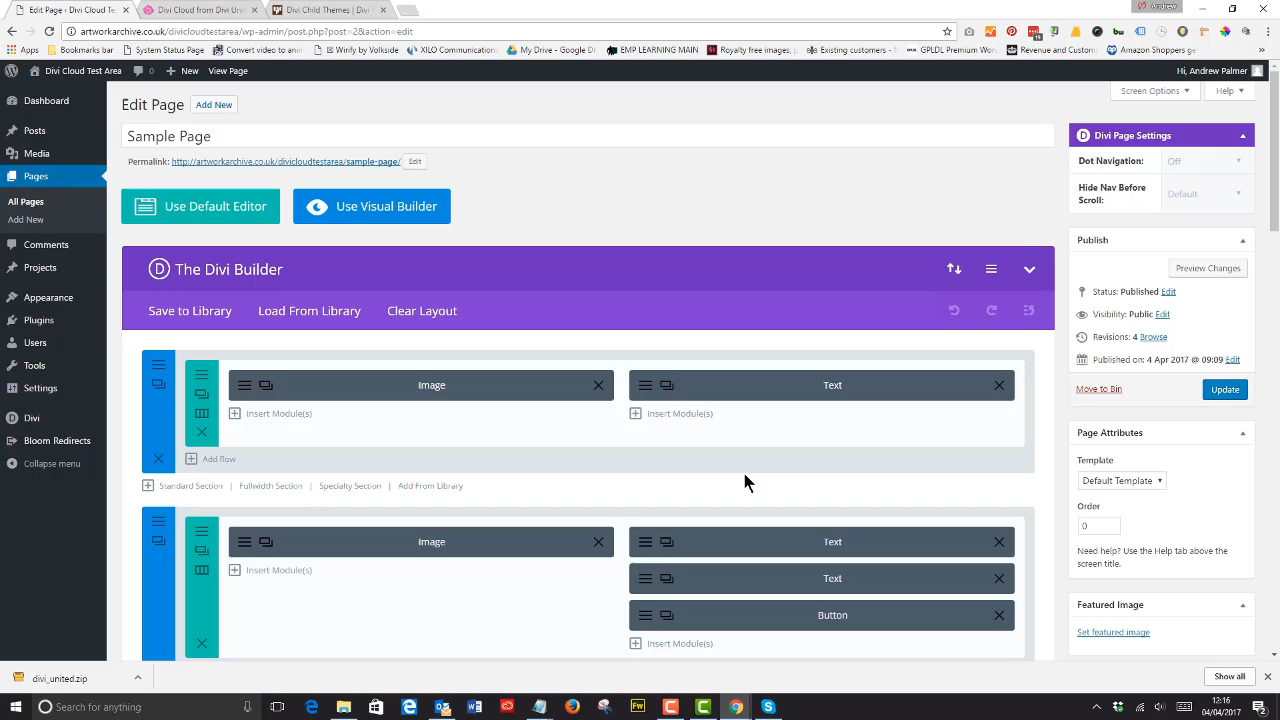 Edit Page ‹ Divi Cloud Te
Divi Cloud from Divi Uni
Divi Child Themes | Divi
Andrew
artworkarchive.co.uk/divicloudtestarea/wp-admin/post.php?post=2&action=edit
Apps
Bookmarks bar
System Status Page
Convert video to anim
Posts | folksy
XILO Communication:
My Drive - Google Dr
EMP LEARNING MAIN
Royalty free images,
Existing customers -
GPLDL Premium Wor
Revenue and Custom
Amazon Shoppers g
Divi Cloud Test Area
0
New
View Page
Hi, Andrew Palmer
Dashboard
Posts
Media
Pages
All Pages
Add New
Comments
Projects
Appearance
Plugins
Users
Tools
Settings
Divi
Bloom Redirects
Collapse menu
Edit Page
Add New
Screen Options
Help
Sample Page
Permalink: http://artworkarchive.co.uk/divicloudtestarea/sample-page/
Edit
Use Default Editor
Use Visual Builder
D The Divi Builder
Save to Library
Load From Library
Clear Layout
Image
Text
Insert Module(s)
Insert Module(s)
Add Row
Standard Section | Fullwidth Section | Specialty Section | Add From Library
Image
Text
Insert Module(s)
Text
Button
Insert Module(s)
D Divi Page Settings
Dot Navigation:
Off
Hide Nav Before
Scroll:
Default
Publish
Preview Changes
Status: Published Edit
Visibility: Public Edit
Revisions: 4 Browse
Published on: 4 Apr 2017 @ 09:09 Edit
Move to Bin
Update
Page Attributes
Template
Default Template
Order
0
Need help? Use the Help tab above the
screen title.
Featured Image
Set featured image
divi_united.zip
Show all
Search for anything
Fw
12:16
04/04/2017